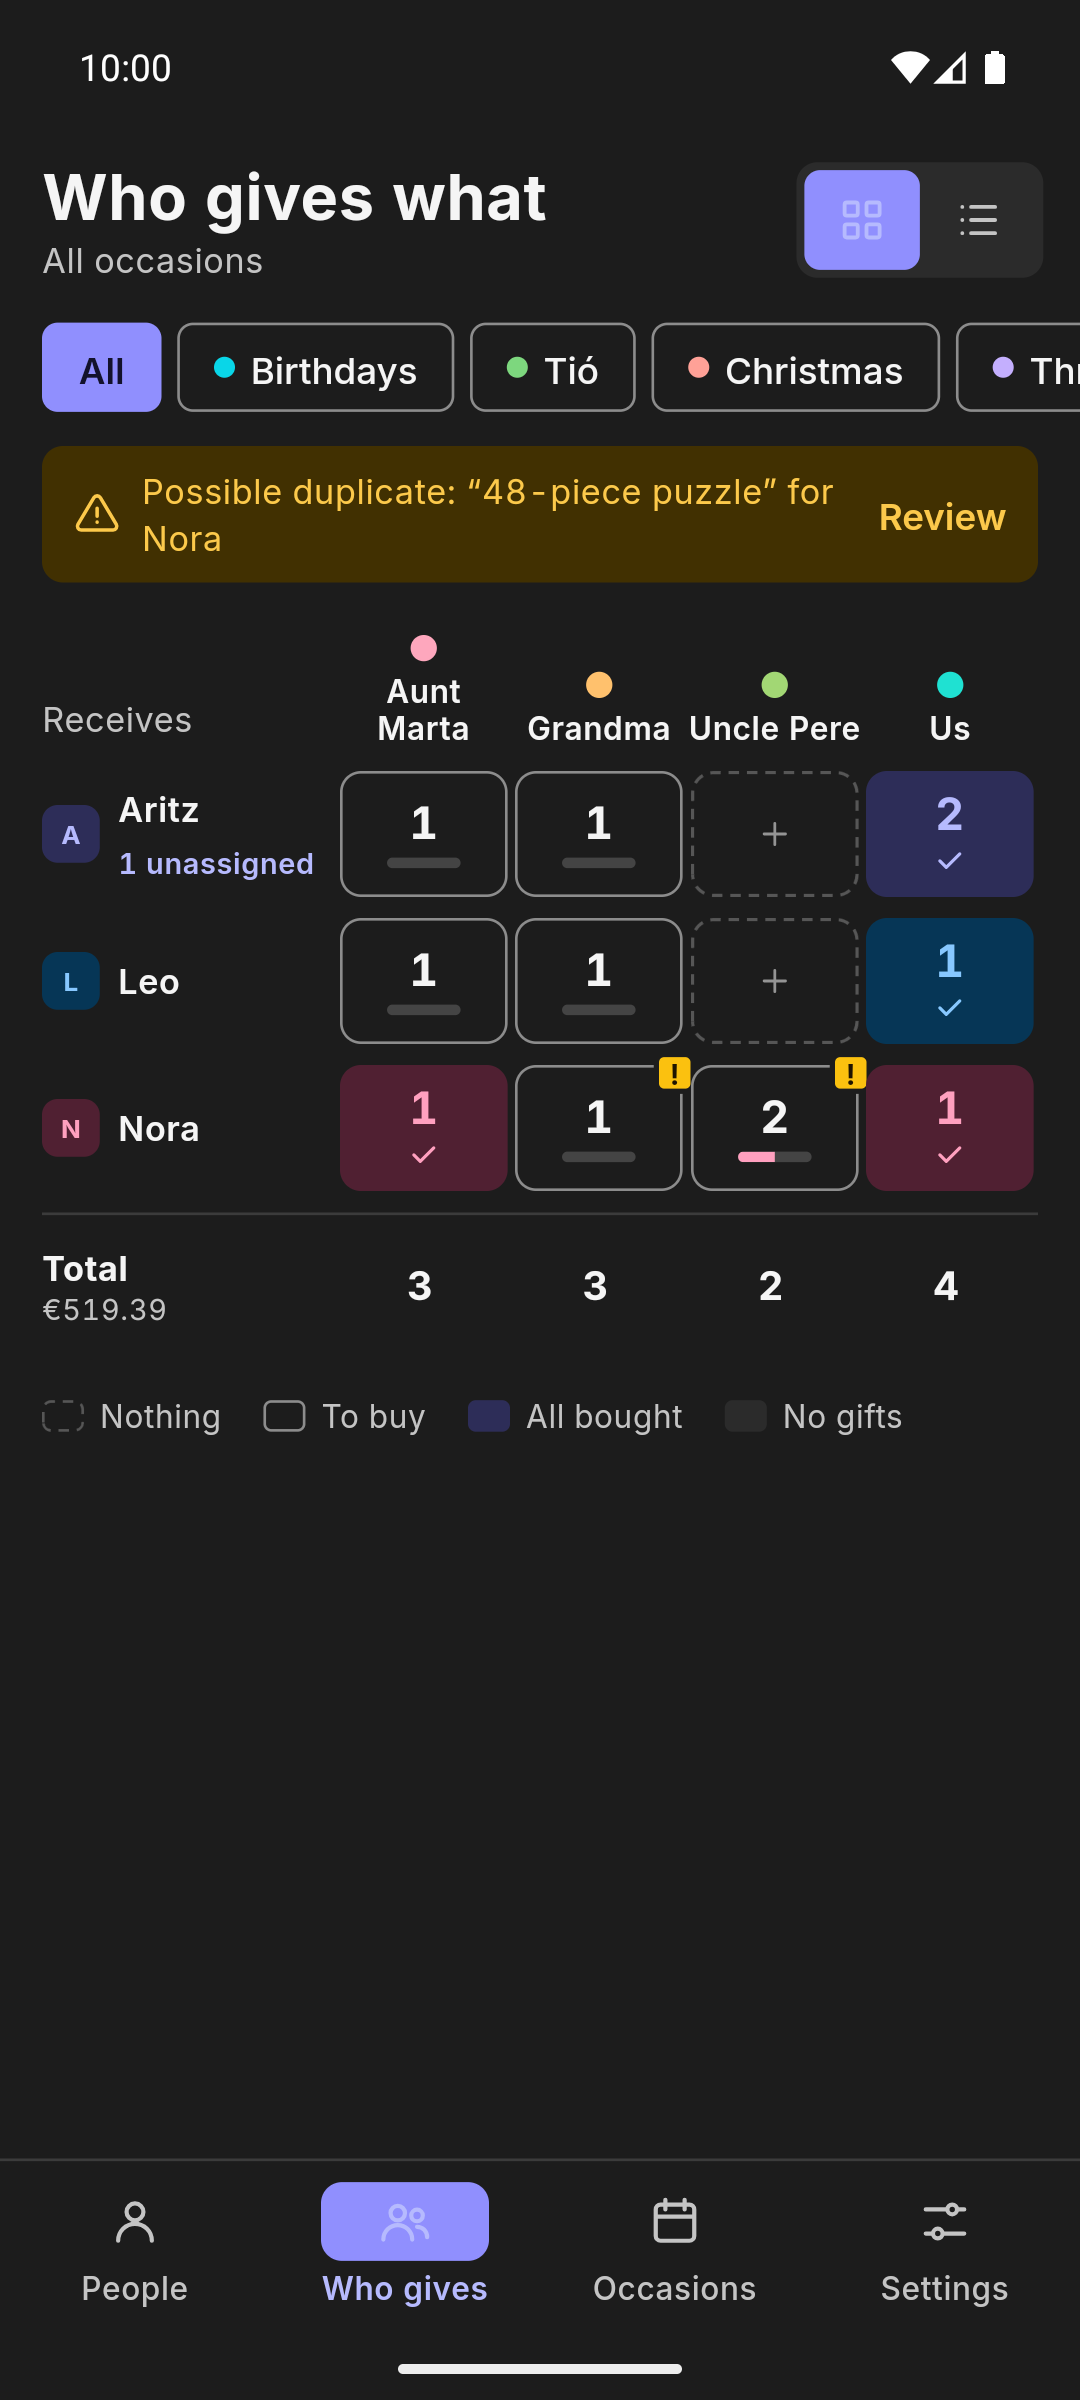 10:00
Who gives what
All occasions
All
Birthdays
Tió
Christmas
Possible duplicate: “48-piece puzzle” for
Nora
Review
Receives
Aunt
Marta
Grandma
Uncle Pere
Us
A
Aritz
1 unassigned
1
1
+
2
L
Leo
1
1
+
1
N
Nora
1
1
!
2
!
1
Total
€519.39
3
3
2
4
Nothing
To buy
All bought
No gifts
People
Who gives
Occasions
Settings